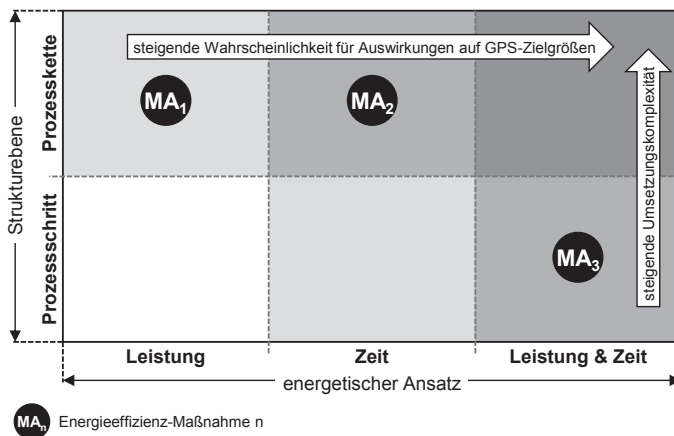 steigende Wahrscheinlichkeit für Auswirkungen auf GPS-Zielgrößen
Strukturebene
Prozesskette
MA1
MA2
steigende Umsetzungskomplexität
Prozessschritt
MA3
Leistung
Zeit
Leistung & Zeit
energetischer Ansatz
MAn Energieeffizienz-Maßnahme n